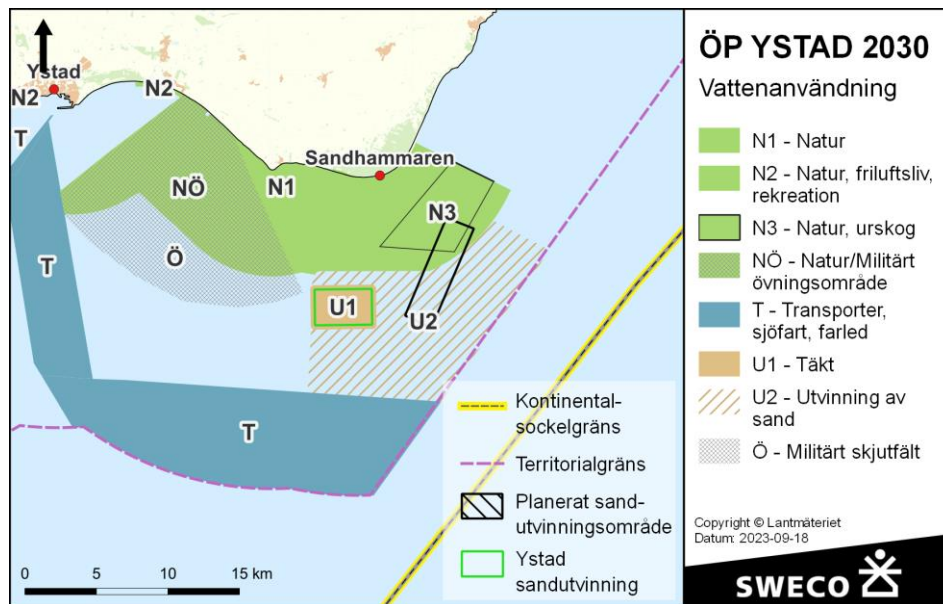 Ystad
N2
N2
T
Sandhammaren
NÖ
N1
N3
Ö
T
U1
U2
T
0 5 10 15 km
Kontinental-
sockelgräns
Territorialgräns
Planerat sand-
utvinningsområde
Ystad
sandutvinning
ÖP YSTAD 2030
Vattenanvändning
N1 - Natur
N2 - Natur, friluftsliv,
rekreation
N3 - Natur, urskog
NÖ - Natur/Militärt
övningsområde
T - Transporter,
sjöfart, farled
U1 - Täkt
U2 - Utvinning av
sand
Ö - Militärt skjutfält
Copyright © Lantmäteriet
Datum: 2023-09-18
SWECO